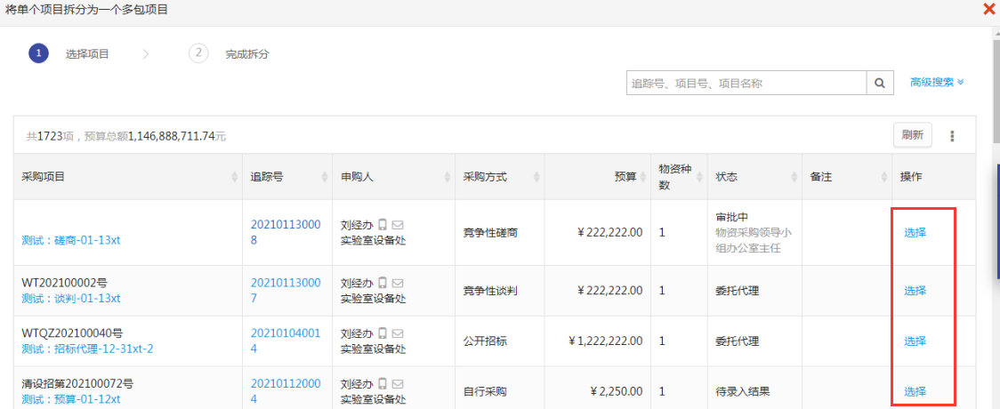 将单个项目拆分为一个多包项目
1 选择项目 2 完成拆分
追踪号、项目号、项目名称 高级搜索
共1723项，预算总额1,146,888,711.74元 刷新
采购项目 追踪号 申购人 采购方式 预算 物资种数 状态 备注 操作
测试：磋商-01-13xt 202101130008 刘经办 实验室设备处 竞争性磋商 ￥222,222.00 1 审批中 物资采购领导小组办公室主任 选择
WT202100002号 测试：谈判-01-13xt 202101130007 刘经办 实验室设备处 竞争性谈判 ￥222,222.00 1 委托代理 选择
WTQZ202100040号 测试：招标代理-12-31xt-2 202101040014 刘经办 实验室设备处 公开招标 ￥1,222,222.00 1 委托代理 选择
清设招第202100072号 测试：预算-01-12xt 202101120004 刘经办 实验室设备处 自行采购 ￥2,250.00 1 待录入结果 选择